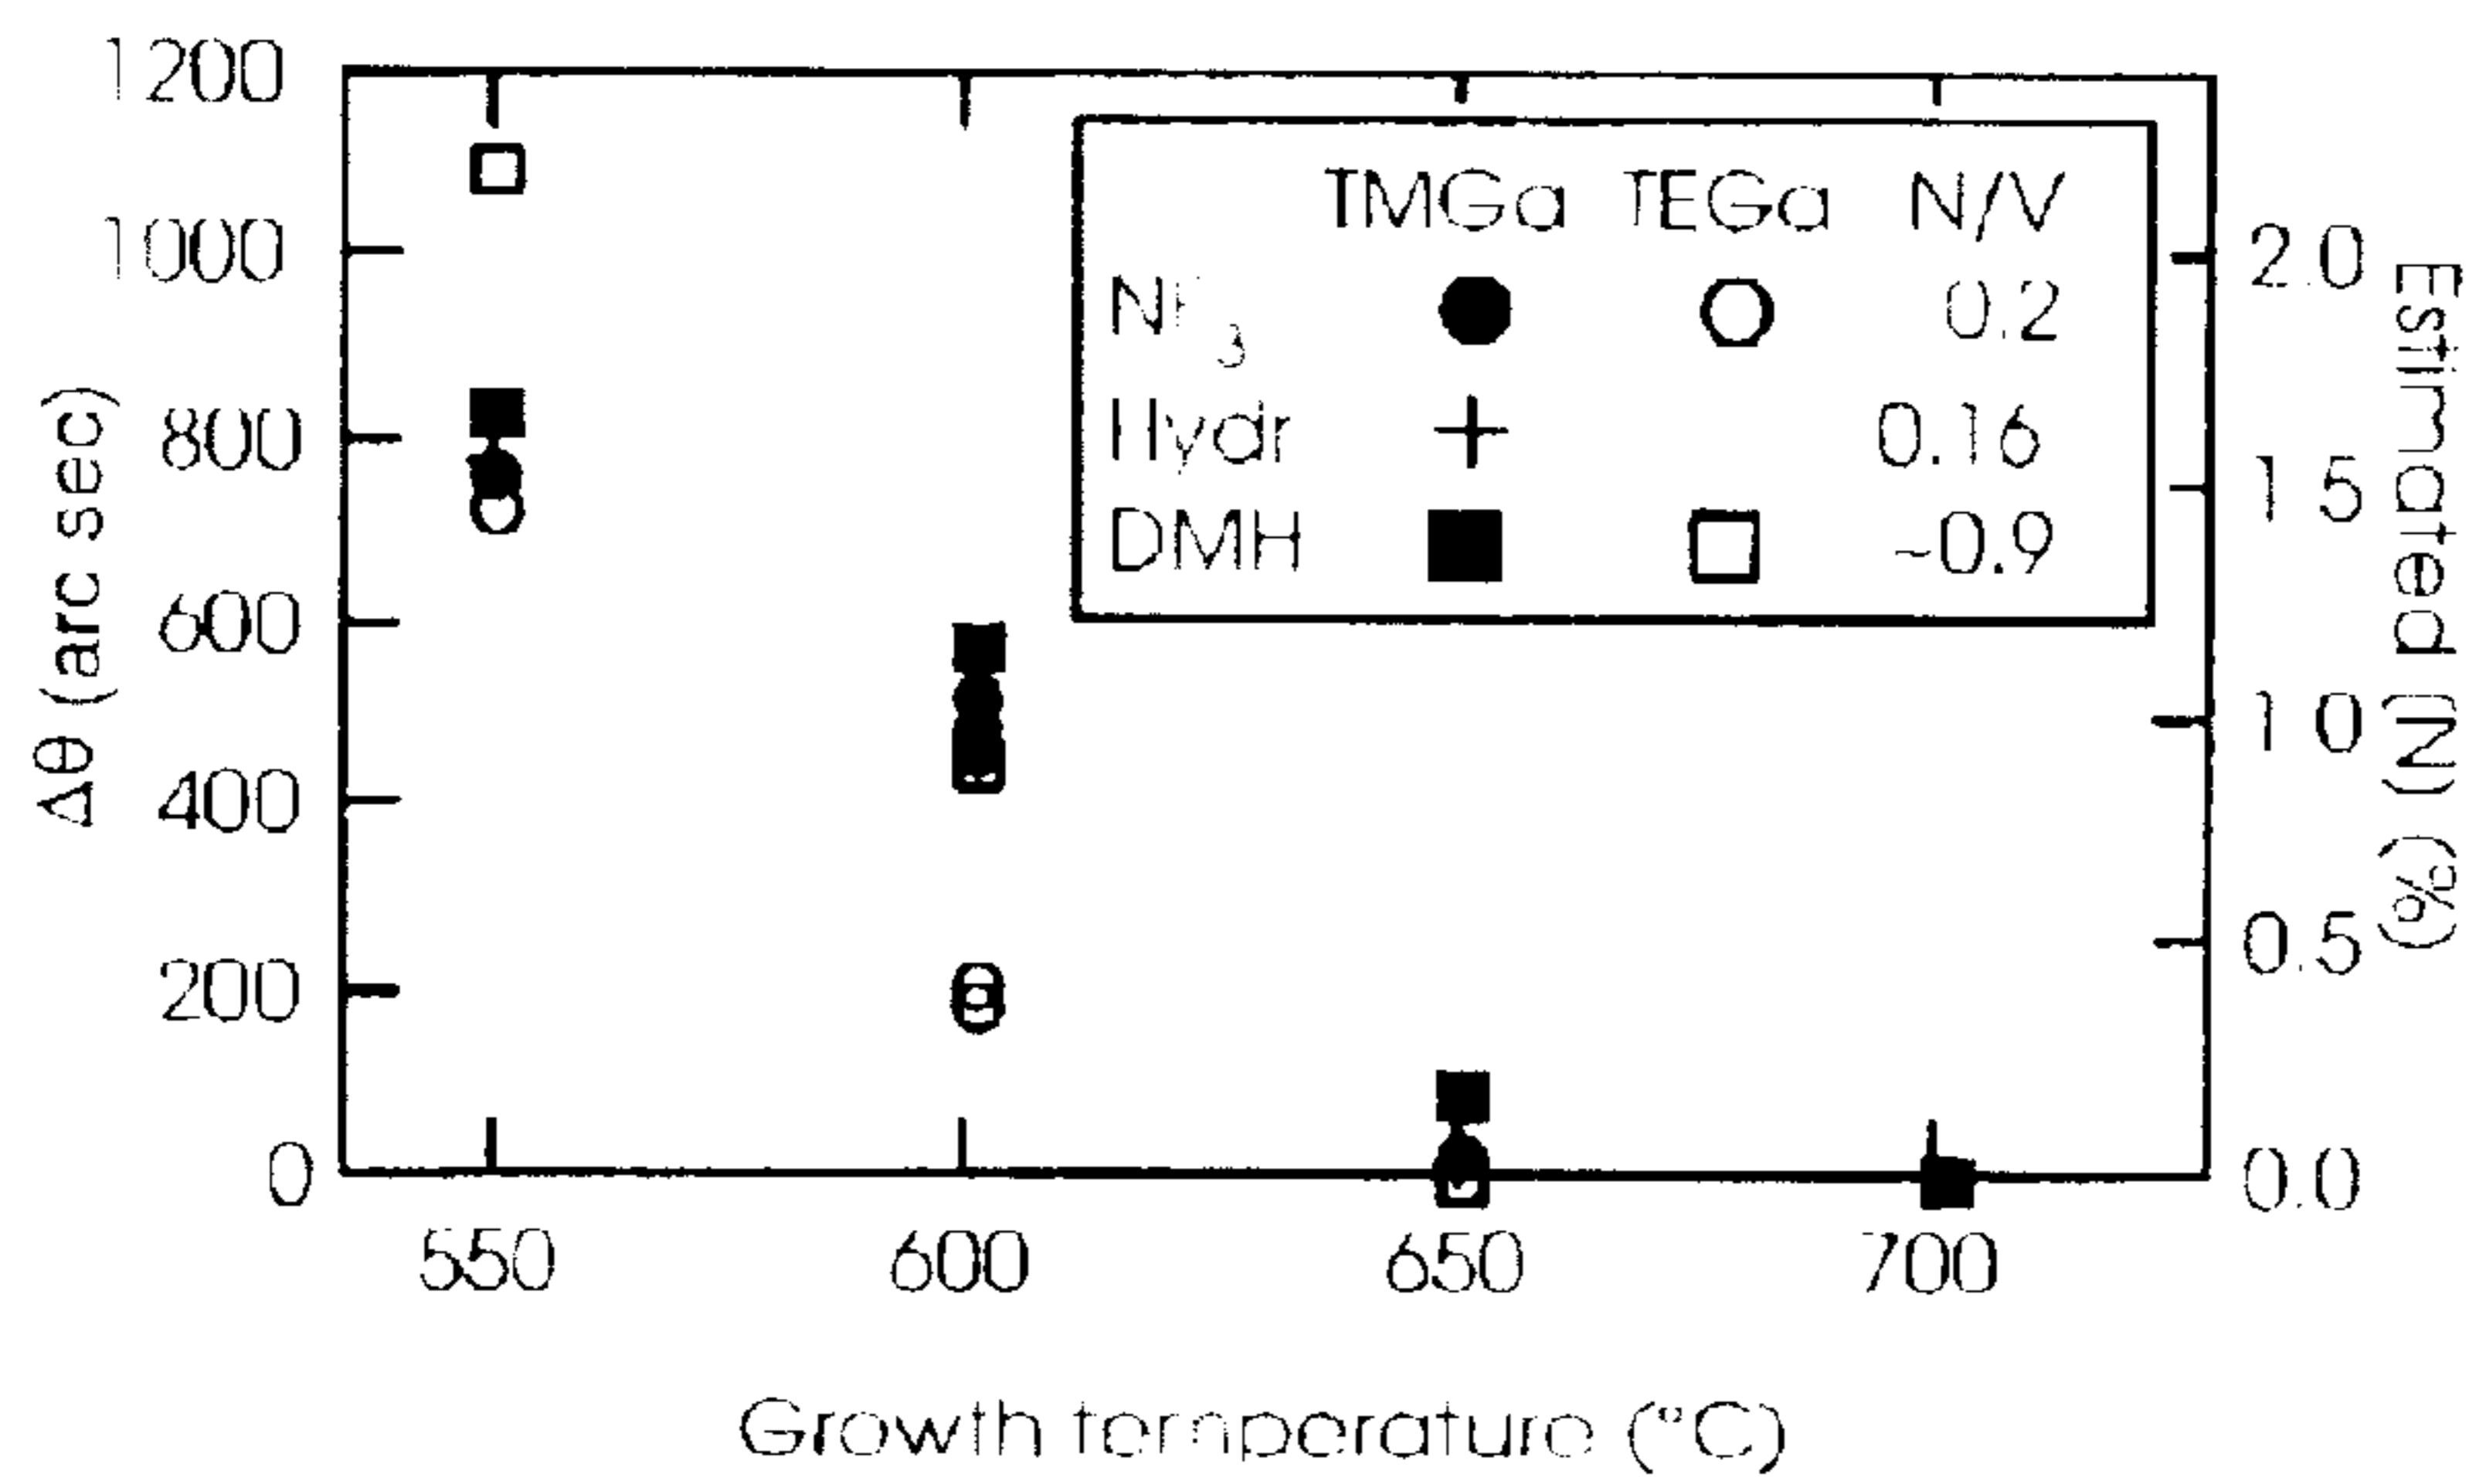 1200
1000
800
600
400
200
0
Δθ (arc sec)
TMGa TEGa N/V
NF3 0.2
Hydr 0.16
DMH ~0.9
2.0
1.5
1.0
0.5
0.0
Estimated (N) (%)
550 600 650 700
Growth temperature (°C)